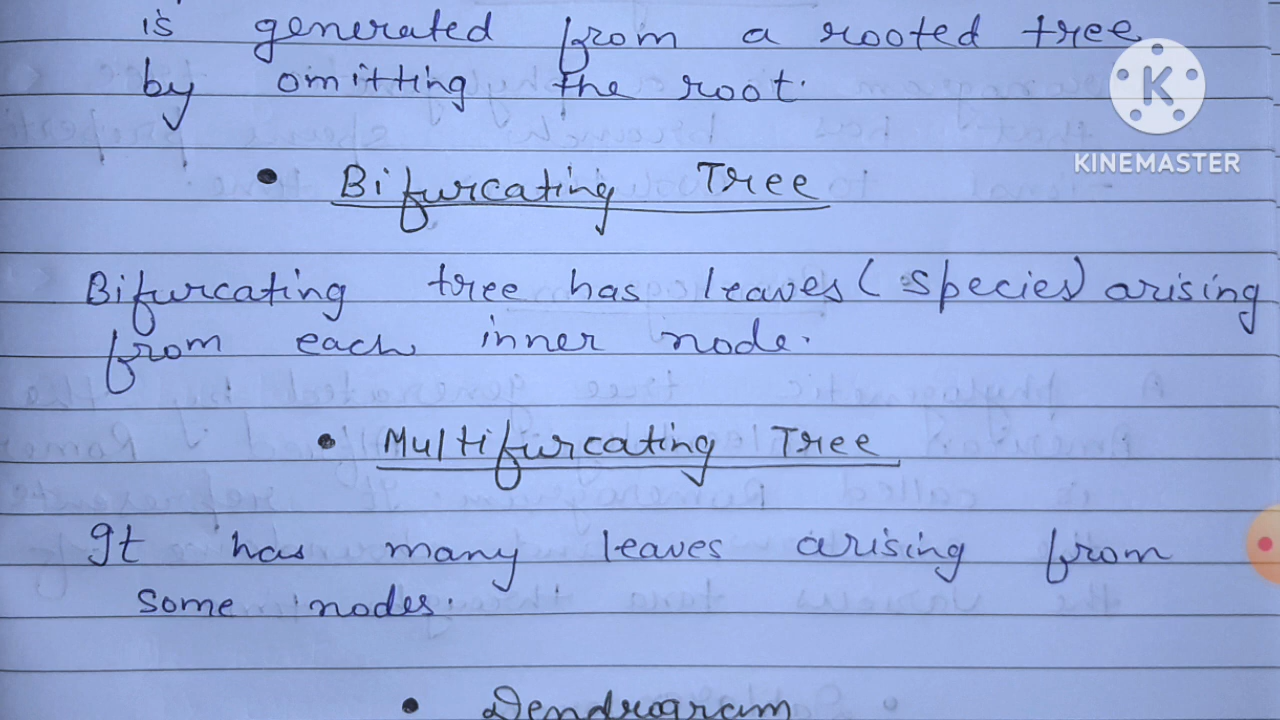 is generated from a rooted tree
by omitting the root.
KINEMASTER
• Bifurcating Tree
Bifurcating tree has leaves (species) arising
from each inner node.
• Multifurcating Tree
It has many leaves arising from
some nodes.
• Dendrogram